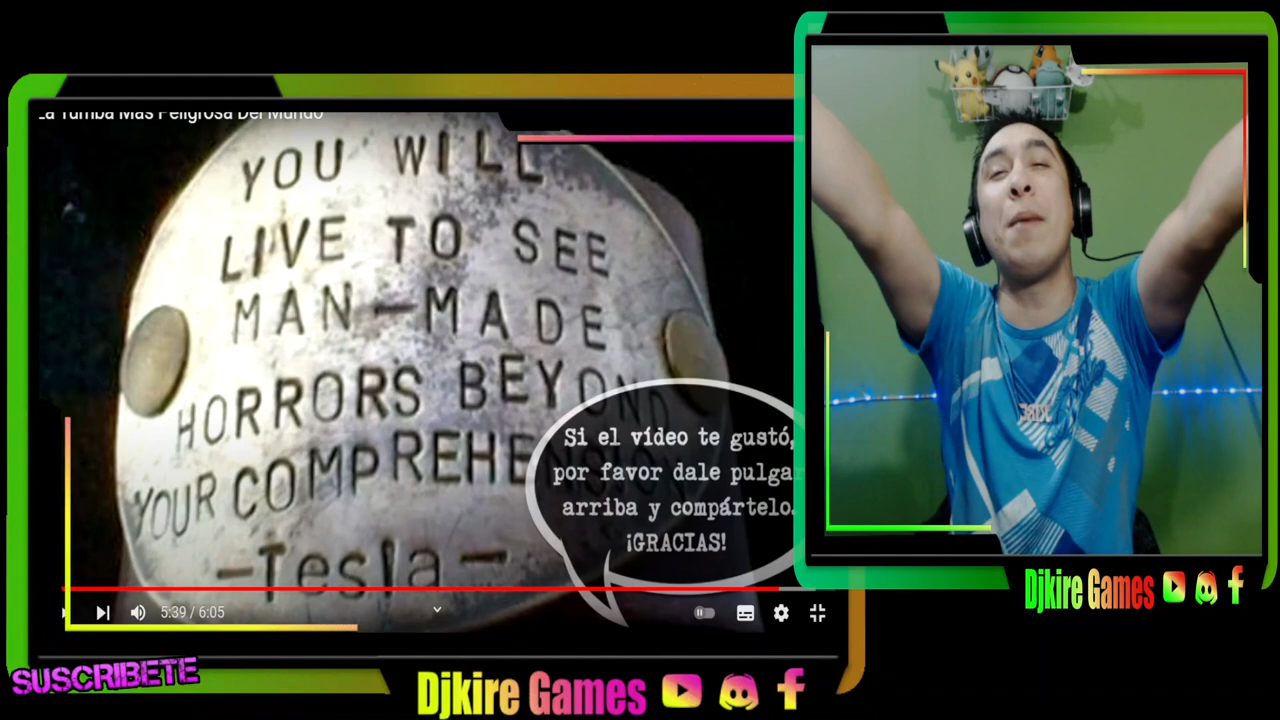 La Tumba Mas Peligrosa Del Mundo
YOU WILL
LIVE TO SEE
MAN-MADE
HORRORS BEYOND
YOUR COMPREHENSION
-Tesla-
Si el vídeo te gustó,
por favor dale pulgar
arriba y compártelo.
¡GRACIAS!
5:39 / 6:05
Djkire Games
SUSCRIBETE
Djkire Games